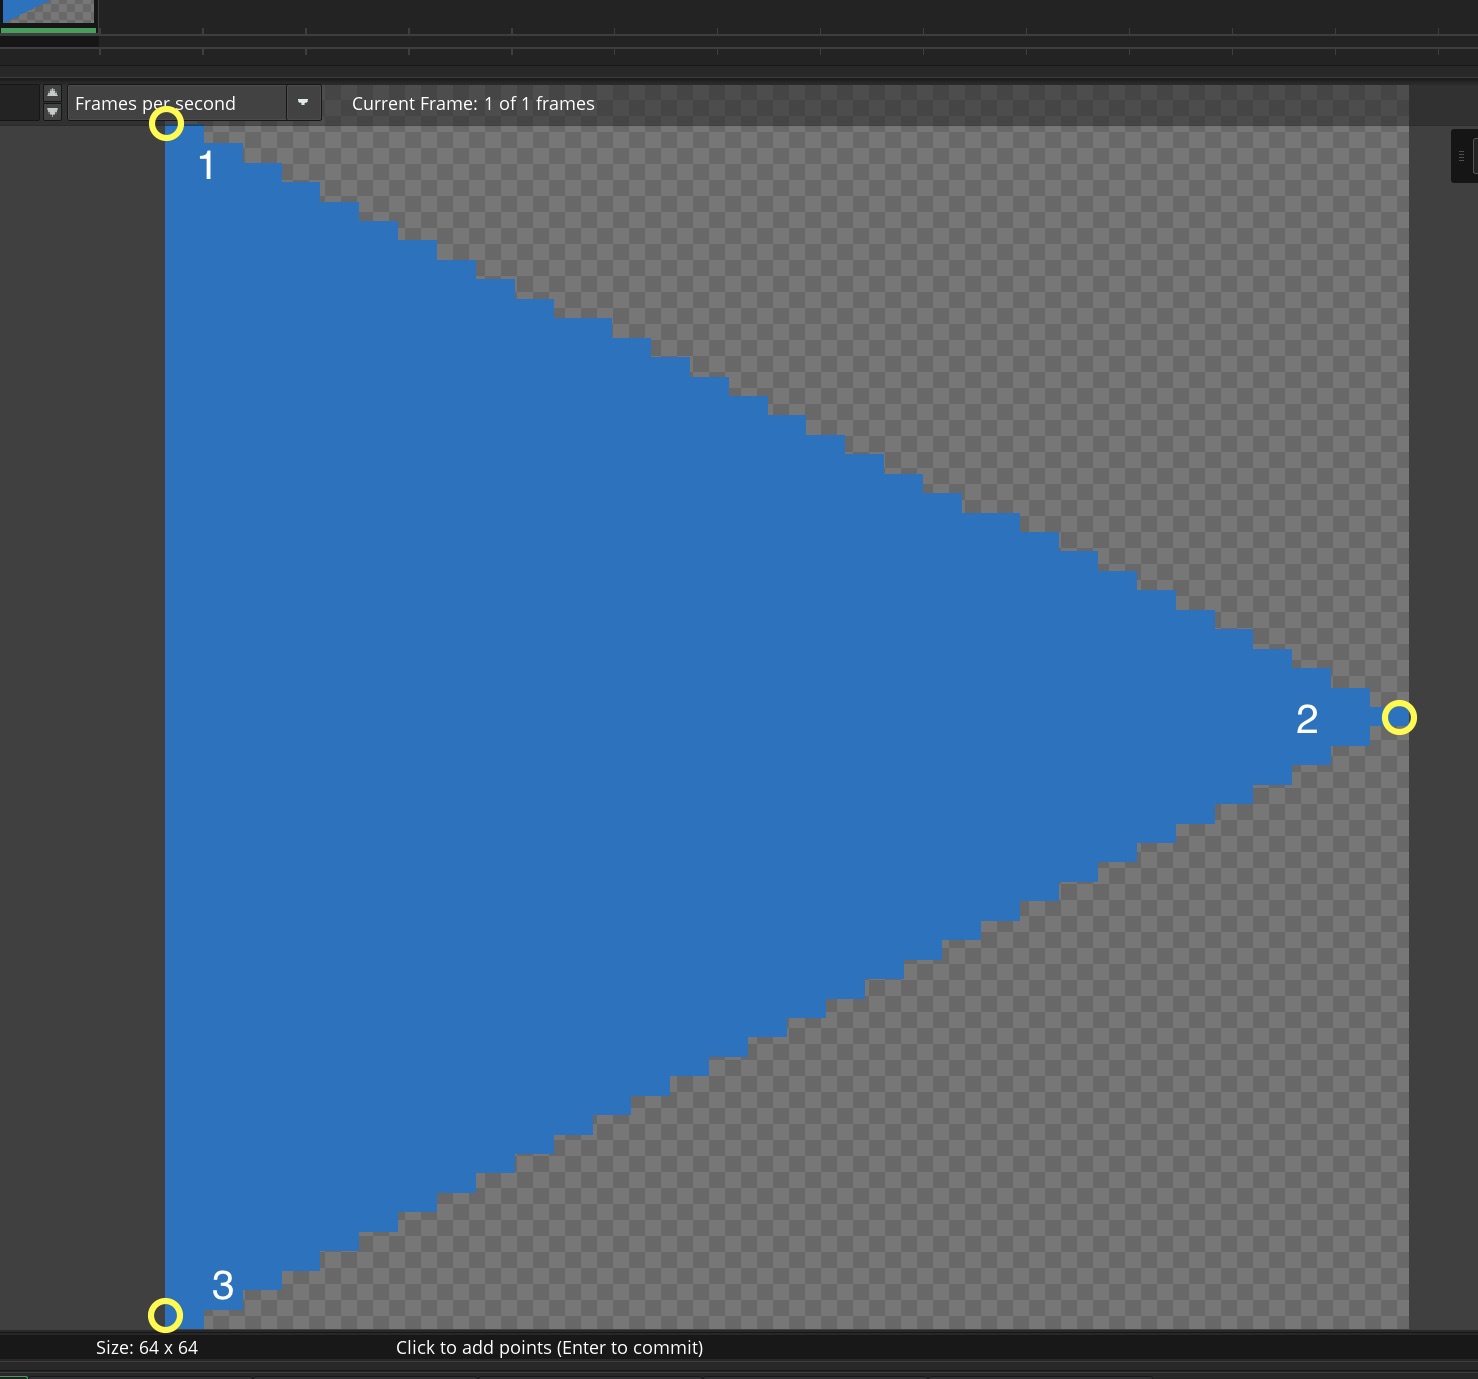 Frames per second
Current Frame: 1 of 1 frames
1
2
3
Size: 64 x 64
Click to add points (Enter to commit)